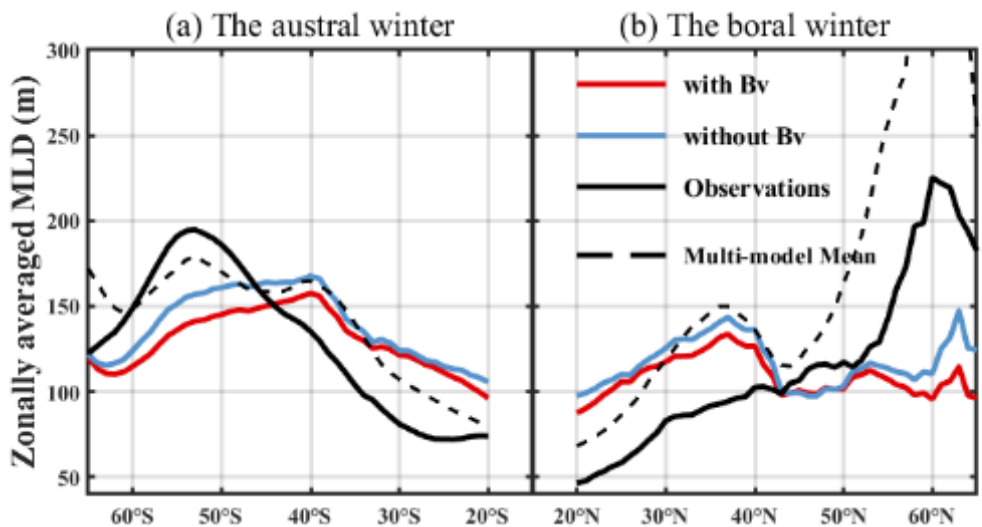 (a) The austral winter
(b) The boral winter
Zonally averaged MLD (m)
300
250
200
150
100
50
with Bv
without Bv
Observations
Multi-model Mean
60°S 50°S 40°S 30°S 20°S
20°N 30°N 40°N 50°N 60°N